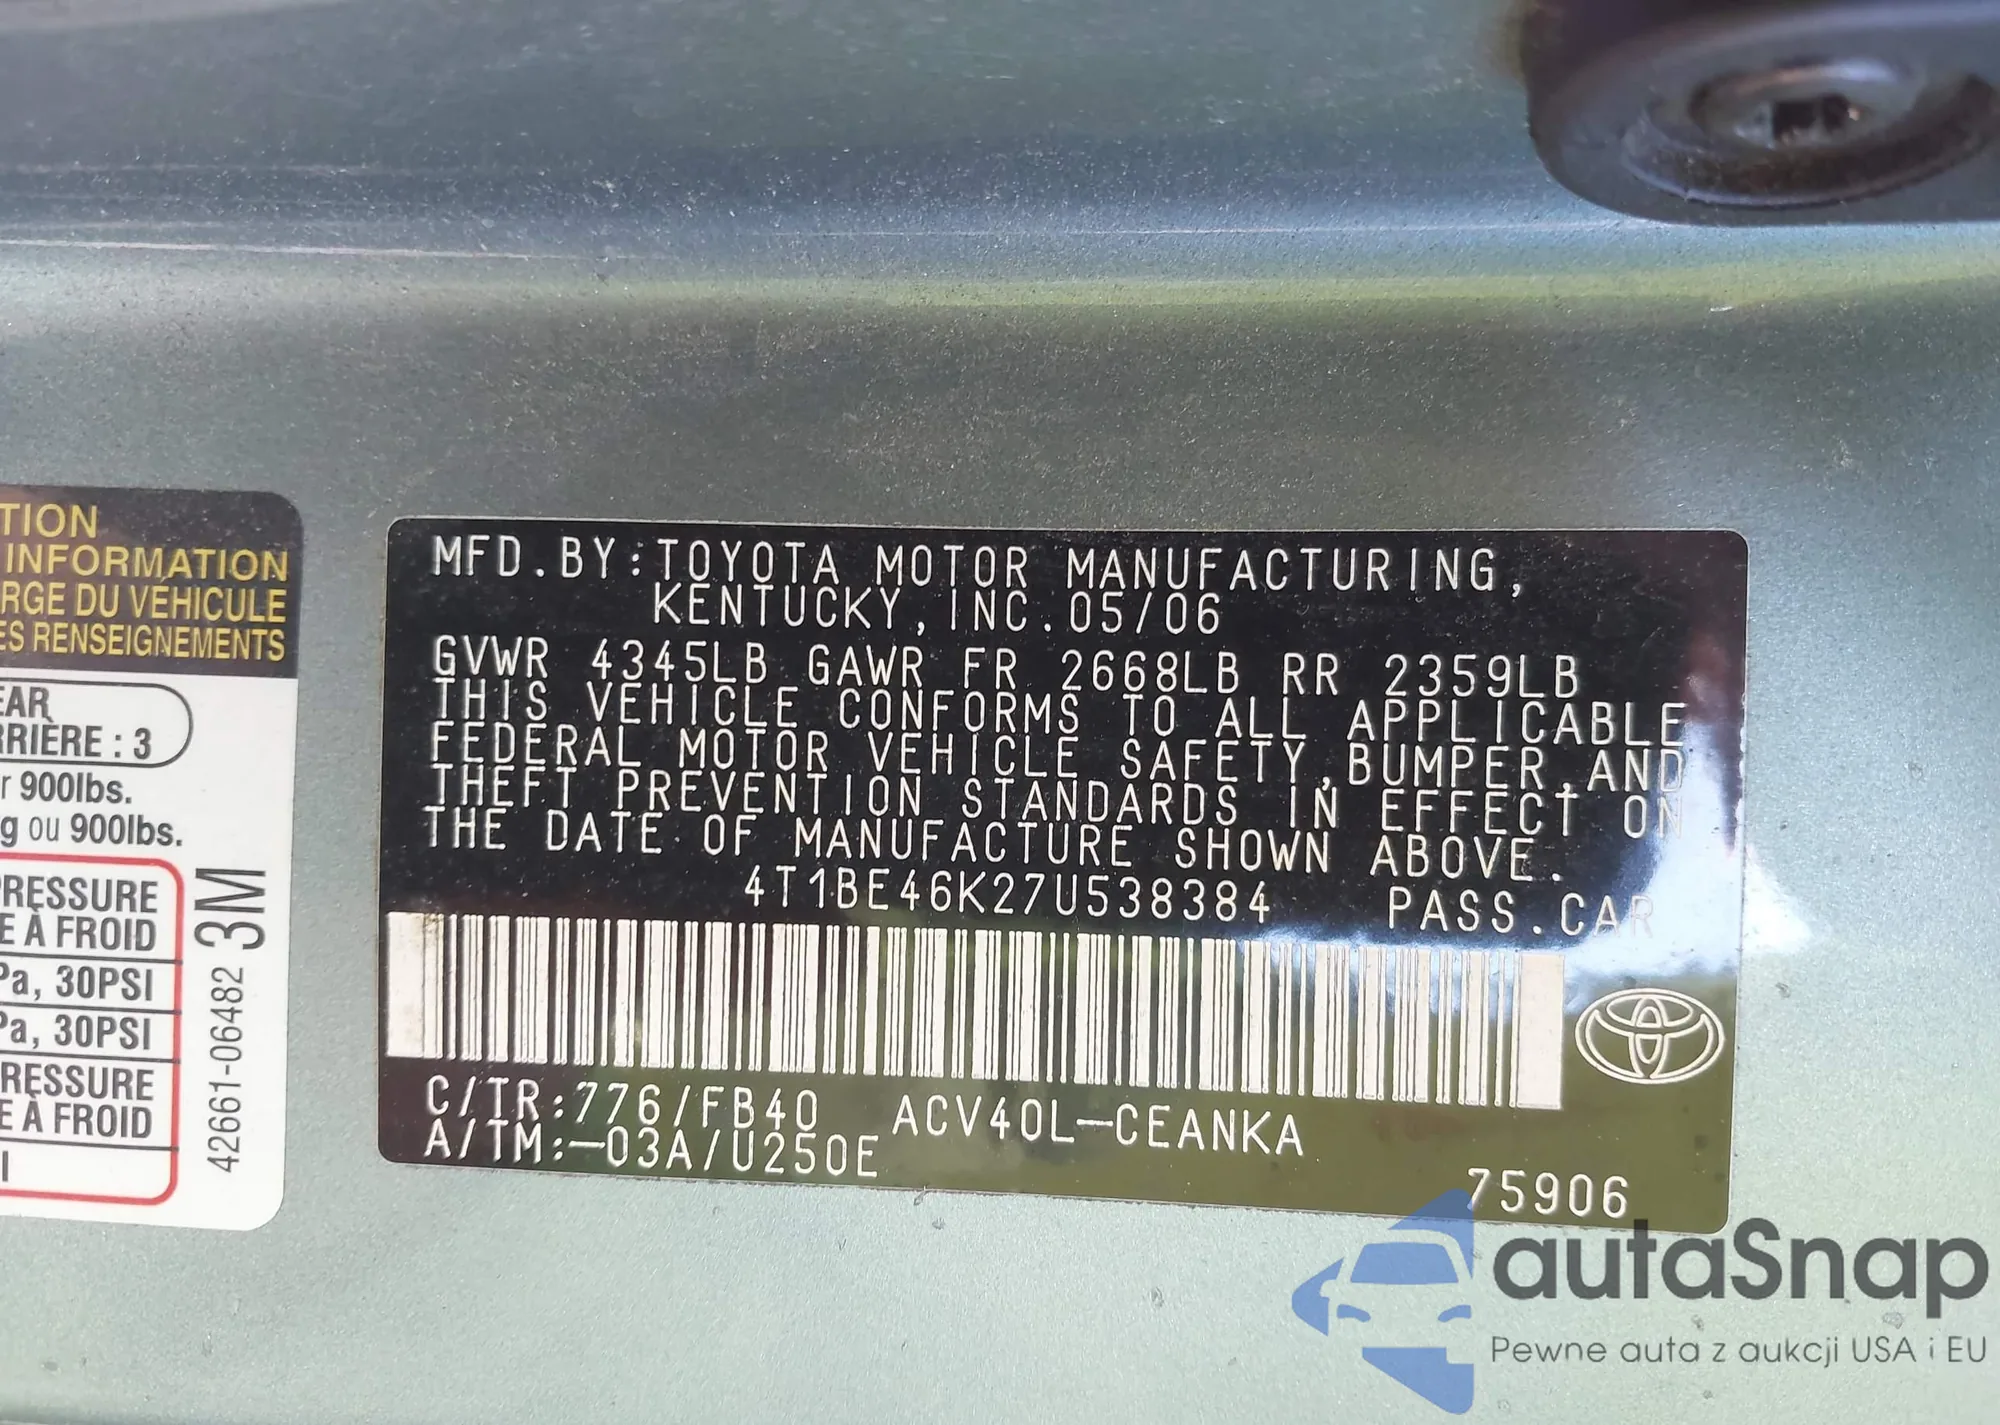 TION
INFORMATION
RGE DU VÉHICULE
ES RENSEIGNEMENTS
EAR
RRIÈRE : 3
r 900lbs.
g ou 900lbs.
PRESSURE
E À FROID
Pa, 30PSI
Pa, 30PSI
RESSURE
E À FROID
I
42661-06482 3M
MFD.BY:TOYOTA MOTOR MANUFACTURING,
KENTUCKY,INC.05/06
GVWR 4345LB GAWR FR 2668LB RR 2359LB
THIS VEHICLE CONFORMS TO ALL APPLICABLE
FEDERAL MOTOR VEHICLE SAFETY,BUMPER,AND
THEFT PREVENTION STANDARDS IN EFFECT ON
THE DATE OF MANUFACTURE SHOWN ABOVE.
4T1BE46K27U538384 PASS.CAR
C/TR:776/FB40 ACV40L-CEANKA
A/TM:-03A/U250E
75906
autaSnap
Pewne auta z aukcji USA i EU